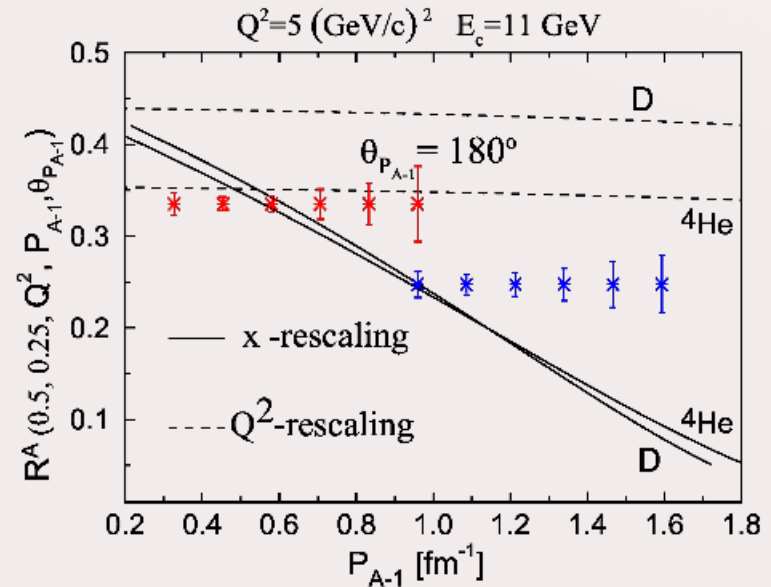 Q²=5 (GeV/c)² E_c=11 GeV
R^A (0.5, 0.25, Q², P_{A-1}, θ_{P_{A-1}})
0.5
0.4
0.3
0.2
0.1
D
θ_{P_{A-1}} = 180°
⁴He
x -rescaling
Q²-rescaling
⁴He
D
0.2 0.4 0.6 0.8 1.0 1.2 1.4 1.6 1.8
P_{A-1} [fm⁻¹]